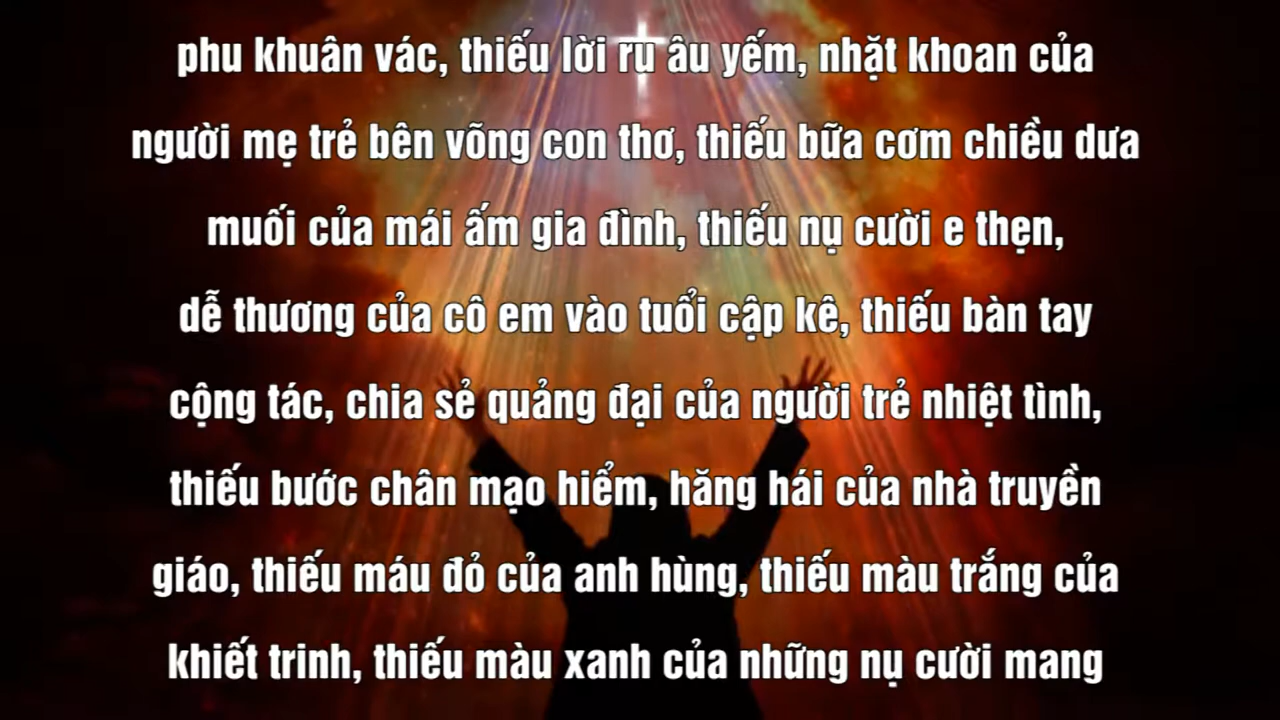 phu khuân vác, thiếu lời ru âu yếm, nhặt khoan của
người mẹ trẻ bên võng con thơ, thiếu bữa cơm chiều dưa
muối của mái ấm gia đình, thiếu nụ cười e thẹn,
dễ thương của cô em vào tuổi cập kê, thiếu bàn tay
cộng tác, chia sẻ quảng đại của người trẻ nhiệt tình,
thiếu bước chân mạo hiểm, hăng hái của nhà truyền
giáo, thiếu máu đỏ của anh hùng, thiếu màu trắng của
khiết trinh, thiếu màu xanh của những nụ cười mang